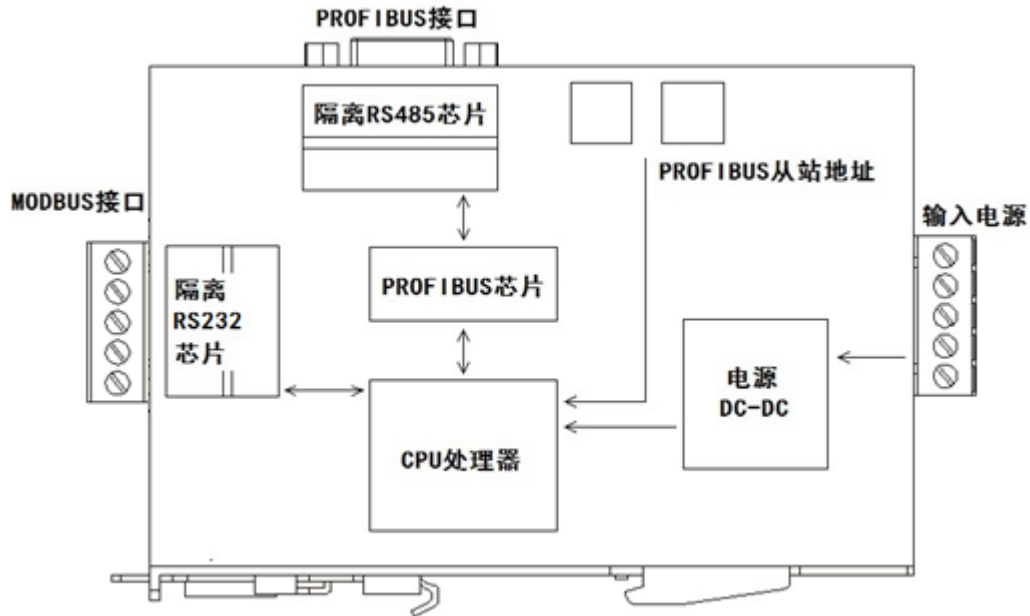 PROFIBUS接口
隔离RS485芯片
PROFIBUS从站地址
MODBUS接口
输入电源
隔离
RS232
芯片
PROFIBUS芯片
电源
DC-DC
CPU处理器